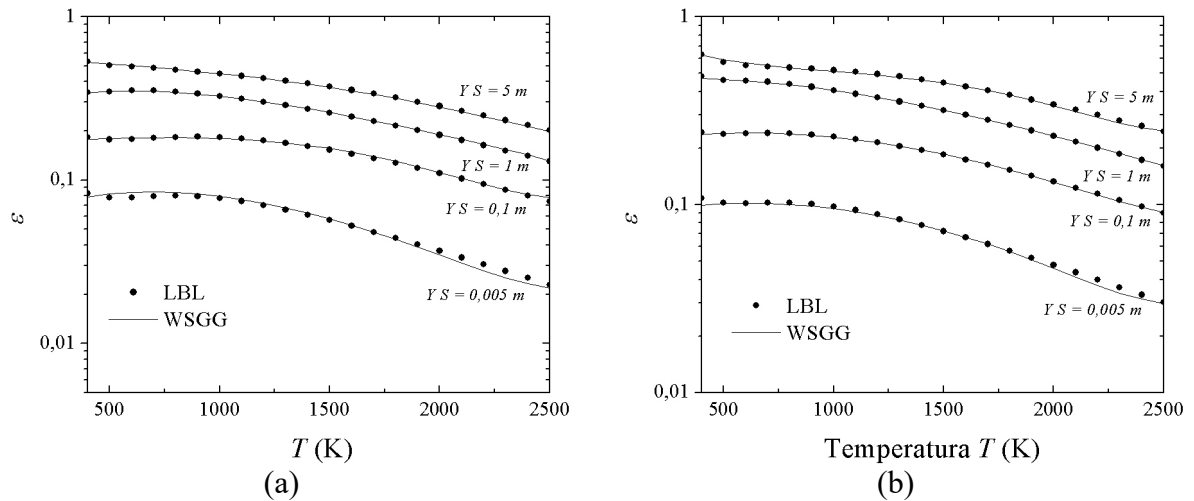 1
0,1
0,01
ε
500
1000
1500
2000
2500
T (K)
Y S = 5 m
Y S = 1 m
Y S = 0,1 m
Y S = 0,005 m
LBL
WSGG
(a)
1
0,1
0,01
ε
500
1000
1500
2000
2500
Temperatura T (K)
Y S = 5 m
Y S = 1 m
Y S = 0,1 m
Y S = 0,005 m
LBL
WSGG
(b)